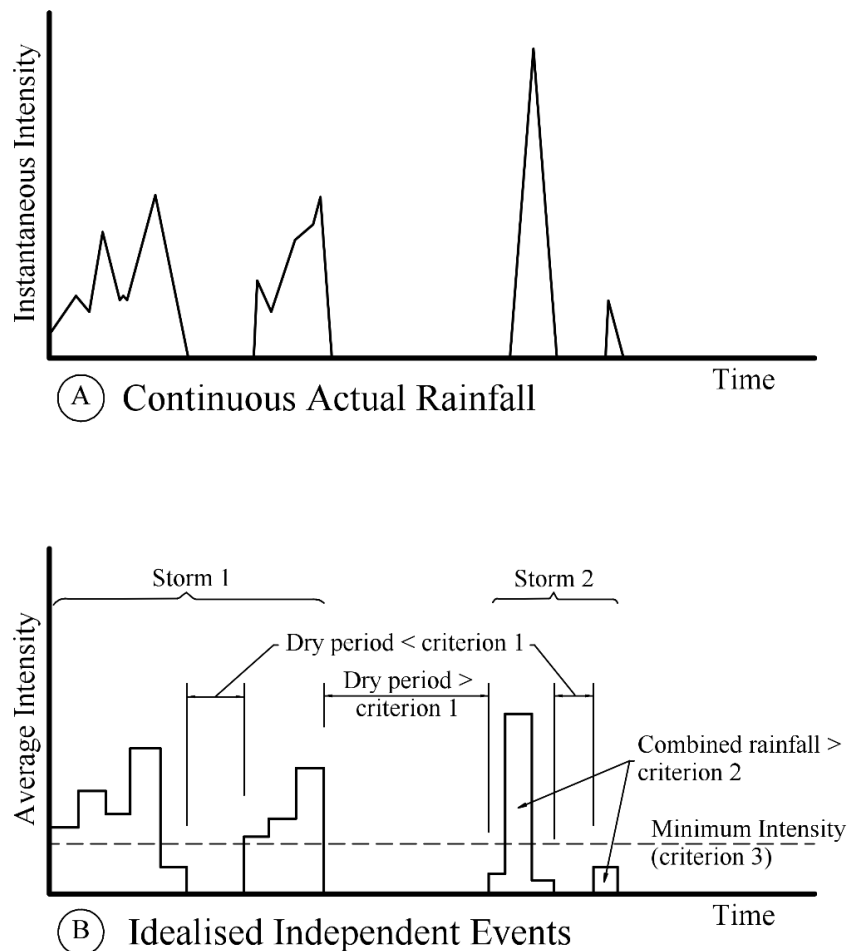 Instantaneous Intensity
Time
A Continuous Actual Rainfall
Storm 1
Storm 2
Dry period < criterion 1
Dry period >
criterion 1
Combined rainfall >
criterion 2
Average Intensity
Minimum Intensity
(criterion 3)
Time
B Idealised Independent Events